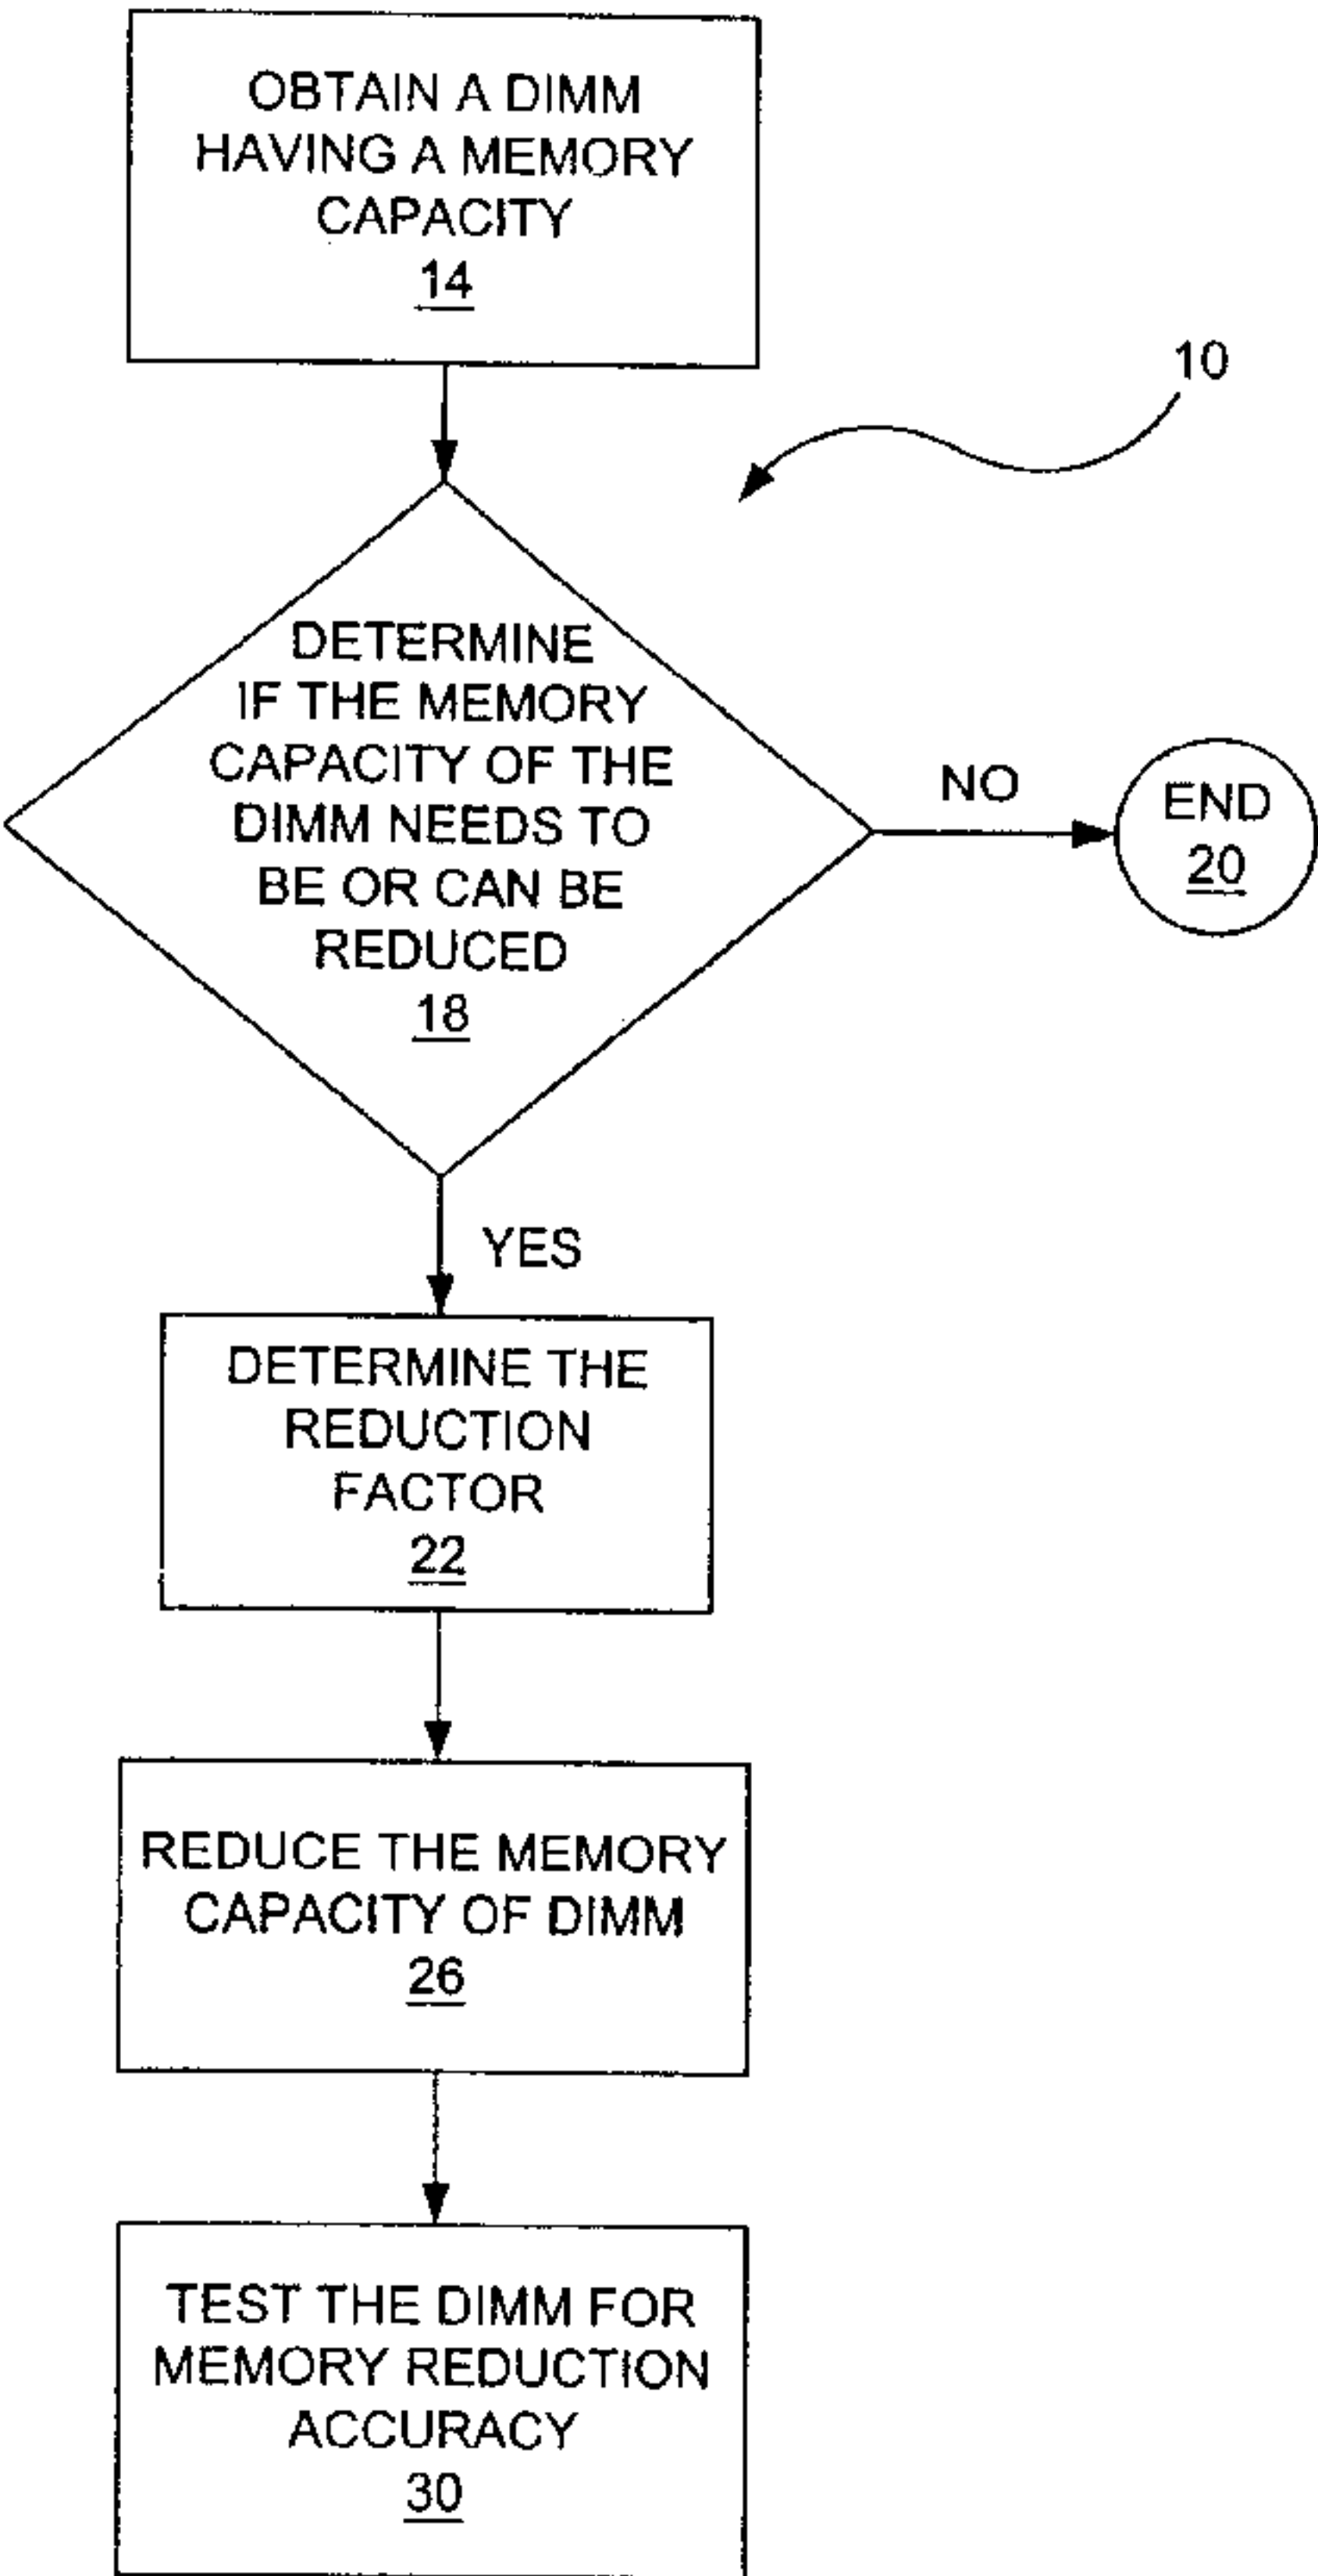 OBTAIN A DIMM
HAVING A MEMORY
CAPACITY
14
10
DETERMINE
IF THE MEMORY
CAPACITY OF THE
DIMM NEEDS TO
BE OR CAN BE
REDUCED
18
NO
END
20
YES
DETERMINE THE
REDUCTION
FACTOR
22
REDUCE THE MEMORY
CAPACITY OF DIMM
26
TEST THE DIMM FOR
MEMORY REDUCTION
ACCURACY
30